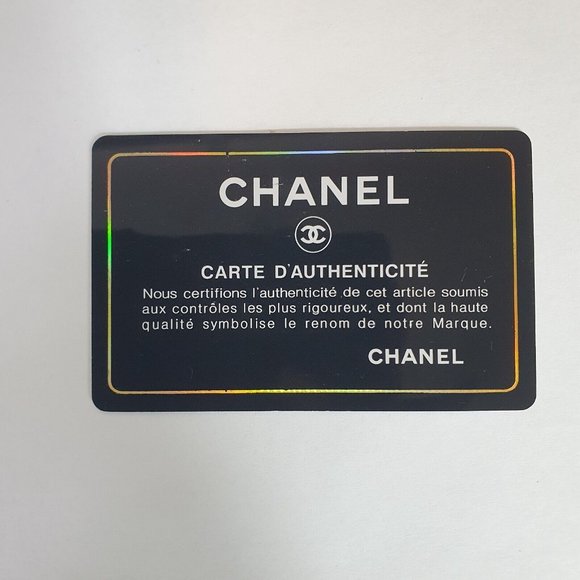 CHANEL
CARTE D'AUTHENTICITÉ
Nous certifions l'authenticité de cet article soumis
aux contrôles les plus rigoureux, et dont la haute
qualité symbolise le renom de notre Marque.
CHANEL